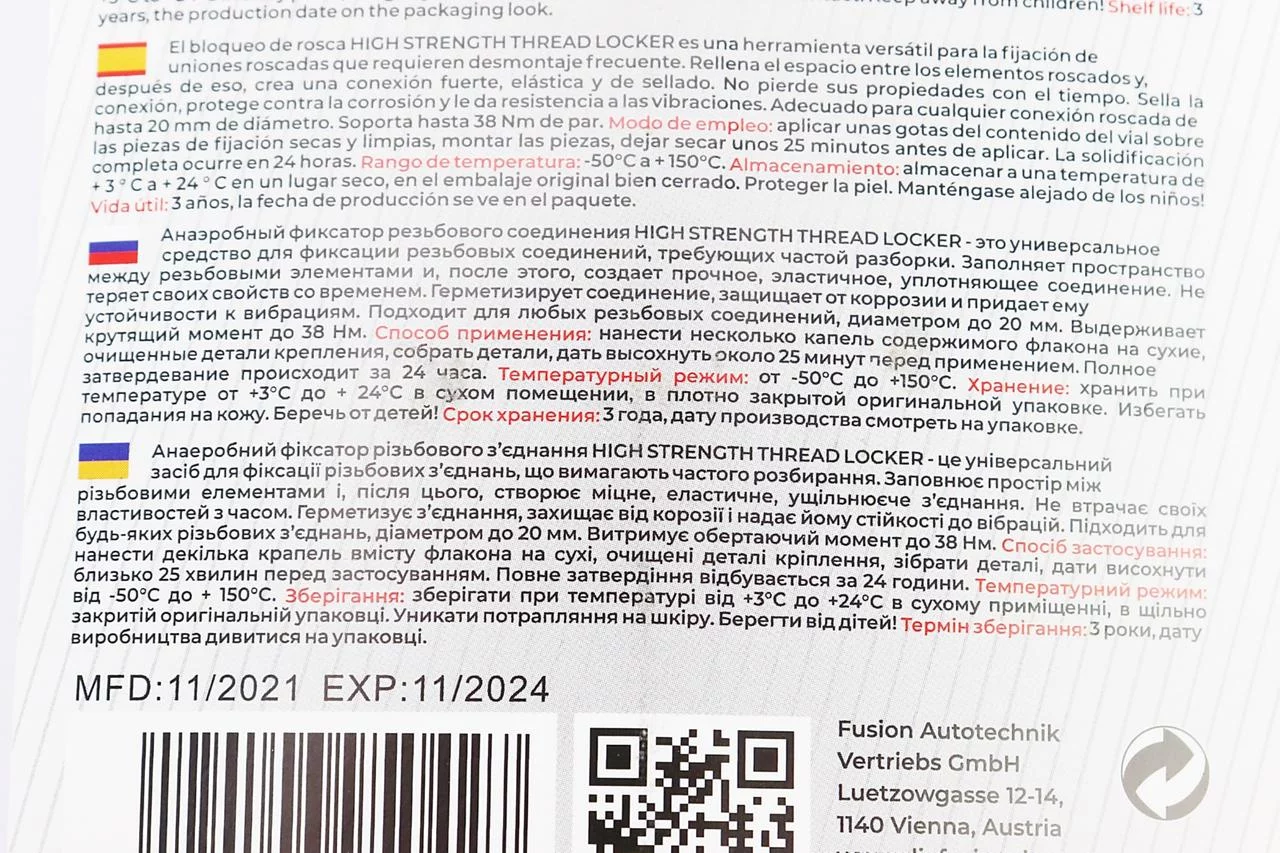 keep away from children! Shelf life: 3
years, the production date on the packaging look.
El bloqueo de rosca HIGH STRENGTH THREAD LOCKER es una herramienta versátil para la fijación de
uniones roscadas que requieren desmontaje frecuente. Rellena el espacio entre los elementos roscados y,
después de eso, crea una conexión fuerte, elástica y de sellado. No pierde sus propiedades con el tiempo. Sella la
conexión, protege contra la corrosión y le da resistencia a las vibraciones. Adecuado para cualquier conexión roscada de
hasta 20 mm de diámetro. Soporta hasta 38 Nm de par. Modo de empleo: aplicar unas gotas del contenido del vial sobre
las piezas de fijación secas y limpias, montar las piezas, dejar secar unos 25 minutos antes de aplicar. La solidificación
completa ocurre en 24 horas. Rango de temperatura: -50°C a +150°C. Almacenamiento: almacenar a una temperatura de
+ 3 ° C a + 24 ° C en un lugar seco, en el embalaje original bien cerrado. Proteger la piel. Manténgase alejado de los niños!
Vida útil: 3 años, la fecha de producción se ve en el paquete.
Анаэробный фиксатор резьбового соединения HIGH STRENGTH THREAD LOCKER - это универсальное
средство для фиксации резьбовых соединений, требующих частой разборки. Заполняет пространство
между резьбовыми элементами и, после этого, создает прочное, эластичное, уплотняющее соединение. Не
теряет своих свойств со временем. Герметизирует соединение, защищает от коррозии и придает ему
устойчивости к вибрациям. Подходит для любых резьбовых соединений, диаметром до 20 мм. Выдерживает
крутящий момент до 38 Нм. Способ применения: нанести несколько капель содержимого флакона на сухие,
очищенные детали крепления, собрать детали, дать высохнуть около 25 минут перед применением. Полное
затвердевание происходит за 24 часа. Температурный режим: от -50°C до +150°C. Хранение: хранить при
температуре от +3°C до + 24°C в сухом помещении, в плотно закрытой оригинальной упаковке. Избегать
попадания на кожу. Беречь от детей! Срок хранения: 3 года, дату производства смотреть на упаковке.
Анаеробний фіксатор різьбового з’єднання HIGH STRENGTH THREAD LOCKER - це універсальний
засіб для фіксації різьбових з’єднань, що вимагають частого розбирання. Заповнює простір між
різьбовими елементами і, після цього, створює міцне, еластичне, ущільнююче з’єднання. Не втрачає своїх
властивостей з часом. Герметизує з’єднання, захищає від корозії і надає йому стійкості до вібрацій. Підходить для
будь-яких різьбових з’єднань, діаметром до 20 мм. Витримує обертаючий момент до 38 Нм. Спосіб застосування:
нанести декілька крапель вмісту флакона на сухі, очищені деталі кріплення, зібрати деталі, дати висохнути
близько 25 хвилин перед застосуванням. Повне затвердіння відбувається за 24 години. Температурний режим:
від -50°C до + 150°C. Зберігання: зберігати при температурі від +3°C до +24°C в сухому приміщенні, в щільно
закритій оригінальній упаковці. Уникати потрапляння на шкіру. Берегти від дітей! Термін зберігання: 3 роки, дату
виробництва дивитися на упаковці.
MFD:11/2021 EXP:11/2024
Fusion Autotechnik
Vertriebs GmbH
Luetzowgasse 12-14,
1140 Vienna, Austria